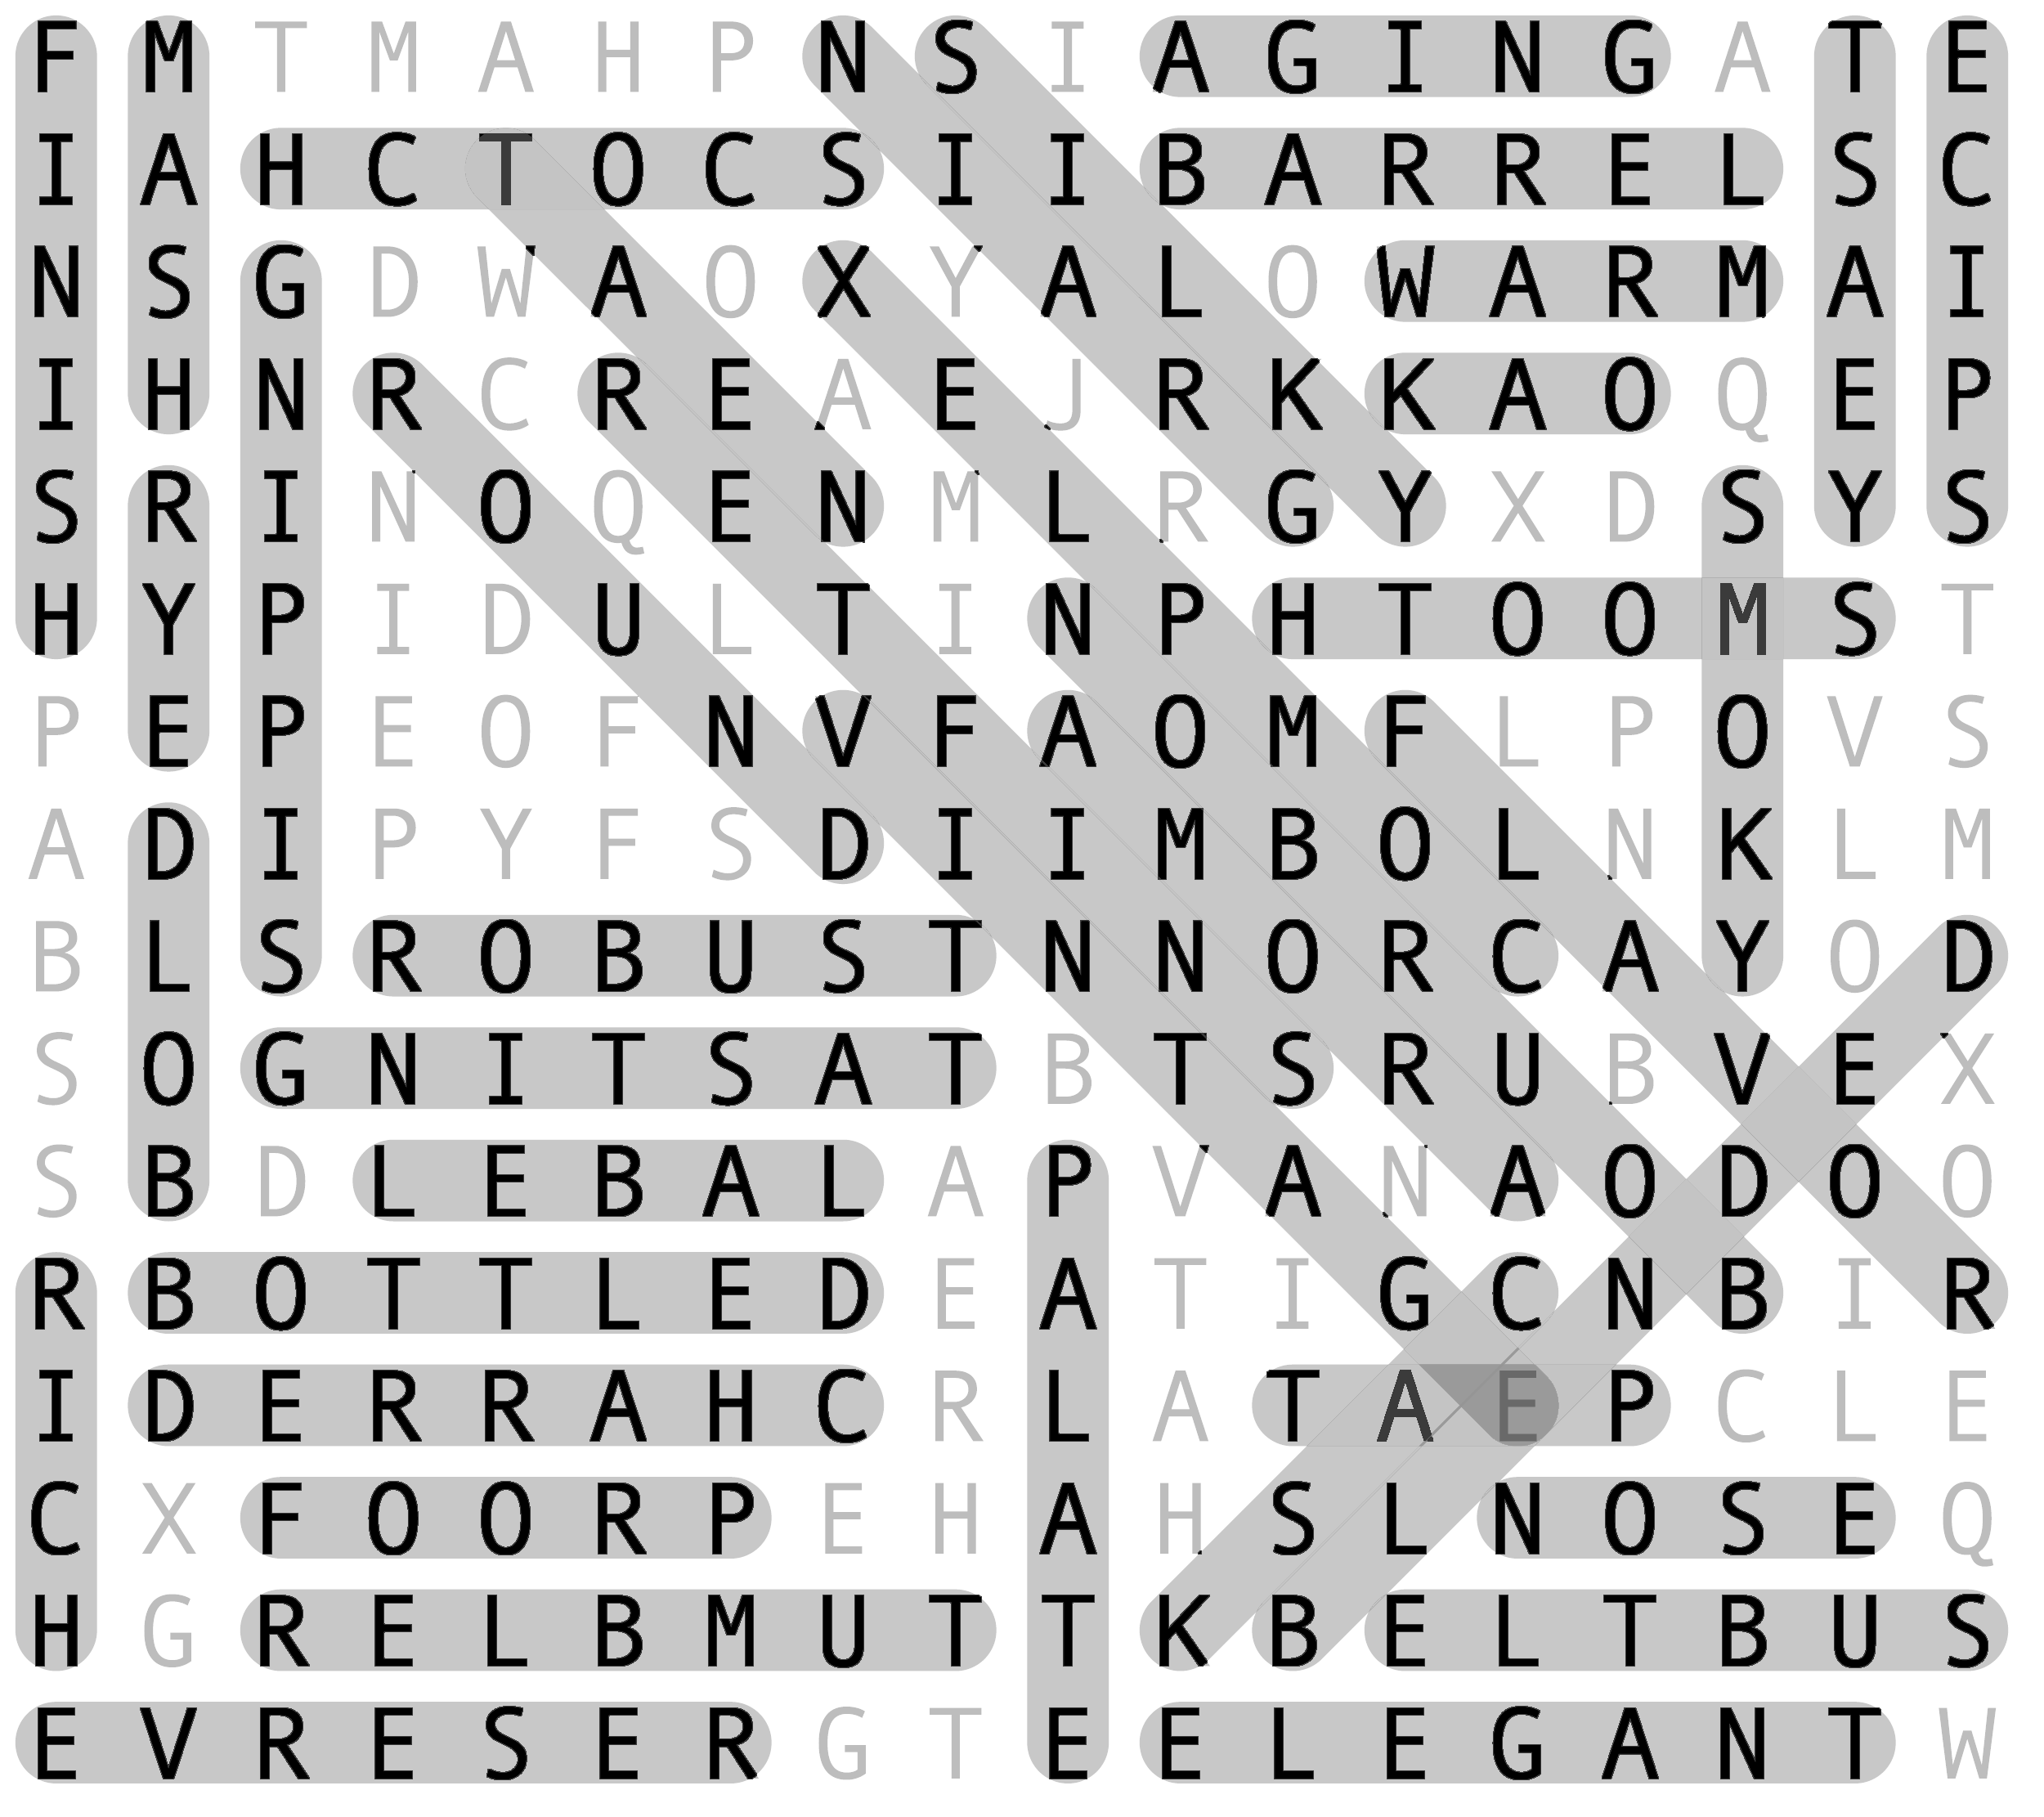 F M T M A H P N S I A G I N G A T E
I A H C T O C S I I B A R R E L S C
N S G D W A O X Y A L O W A R M A I
I H N R C R E A E J R K K A O Q E P
S R I N O Q E N M L R G Y X D S Y S
H Y P I D U L T I N P H T O O M S T
P E P E O F N V F A O M F L P O V S
A D I P Y F S D I I M B O L N K L M
B L S R O B U S T N N O R C A Y O D
S O G N I T S A T B T S R U B V E X
S B D L E B A L A P V A N A O D O O
R B O T T L E D E A T I G C N B I R
I D E R R A H C R L A T A E P C L E
C X F O O R P E H A H S L N O S E Q
H G R E L B M U T T K B E L T B U S
E V R E S E R G T E E L E G A N T W